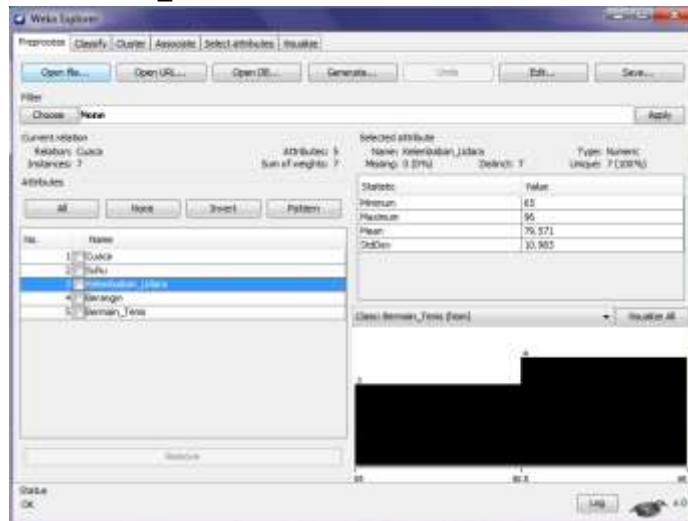 Weka Explorer
Preprocess Classify Cluster Associate Select attributes Visualize
Open file... Open URL... Open DB... Generate... Undo Edit... Save...
Filter
Choose None Apply
Current relation
Relation: Cuaca Attributes: 5
Instances: 7 Sum of weights: 7
Selected attribute
Name: Kelembaban_Udara Type: Numeric
Missing: 0 (0%) Distinct: 7 Unique: 7 (100%)
Attributes
All None Invert Pattern
No. Name
1 Cuaca
2 Suhu
3 Kelembaban_Udara
4 Berangin
5 Bermain_Tenis
Remove
Statistic Value
Minimum 65
Maximum 96
Mean 79.571
StdDev 10.983
Class: Bermain_Tenis (Nom) Visualize All
3
4
Status
OK
Log x 0